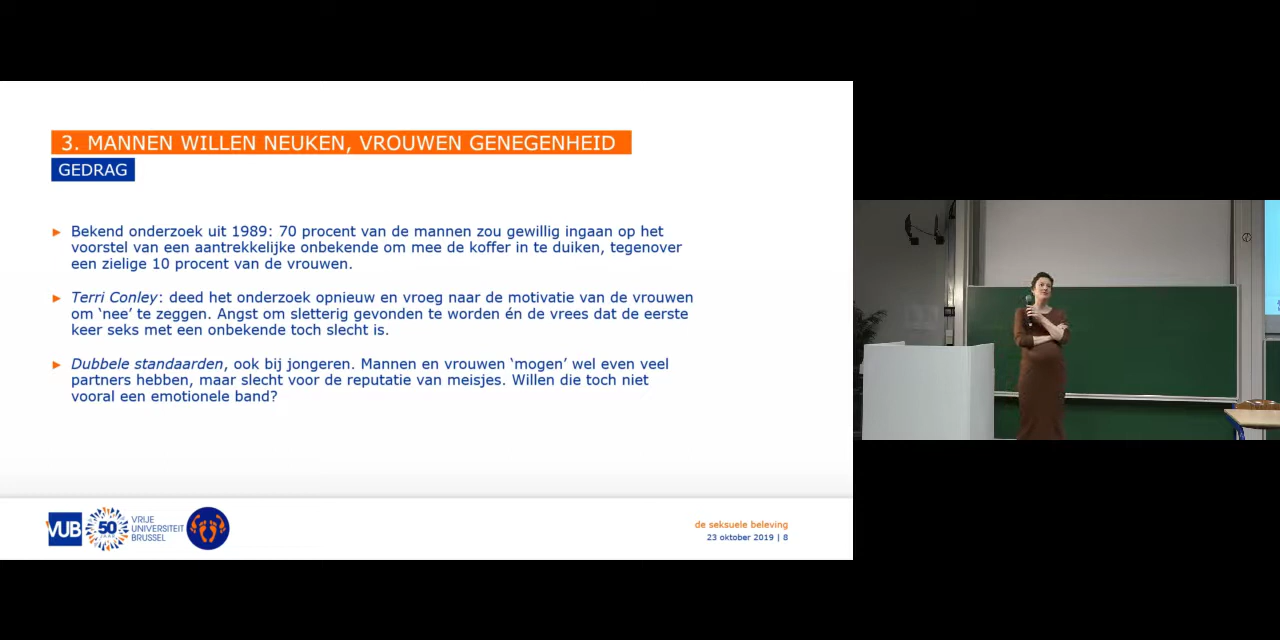 3. MANNEN WILLEN NEUKEN, VROUWEN GENEGENHEID
GEDRAG
► Bekend onderzoek uit 1989: 70 procent van de mannen zou gewillig ingaan op het
voorstel van een aantrekkelijke onbekende om mee de koffer in te duiken, tegenover
een zielige 10 procent van de vrouwen.
► Terri Conley: deed het onderzoek opnieuw en vroeg naar de motivatie van de vrouwen
om ‘nee’ te zeggen. Angst om sletterig gevonden te worden én de vrees dat de eerste
keer seks met een onbekende toch slecht is.
► Dubbele standaarden, ook bij jongeren. Mannen en vrouwen ‘mogen’ wel even veel
partners hebben, maar slecht voor de reputatie van meisjes. Willen die toch niet
vooral een emotionele band?
VUB
50
JAAR
VRIJE
UNIVERSITEIT
BRUSSEL
de seksuele beleving
23 oktober 2019 | 8